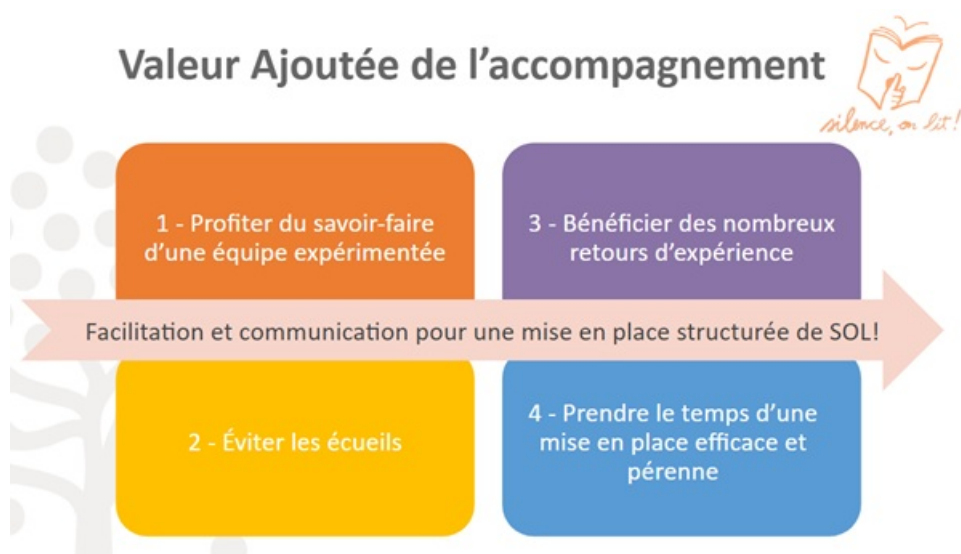 Valeur Ajoutée de l’accompagnement
silence, on lit!
1 - Profiter du savoir-faire
d’une équipe expérimentée
3 - Bénéficier des nombreux
retours d’expérience
Facilitation et communication pour une mise en place structurée de SOL!
2 - Éviter les écueils
4 - Prendre le temps d’une
mise en place efficace et
pérenne